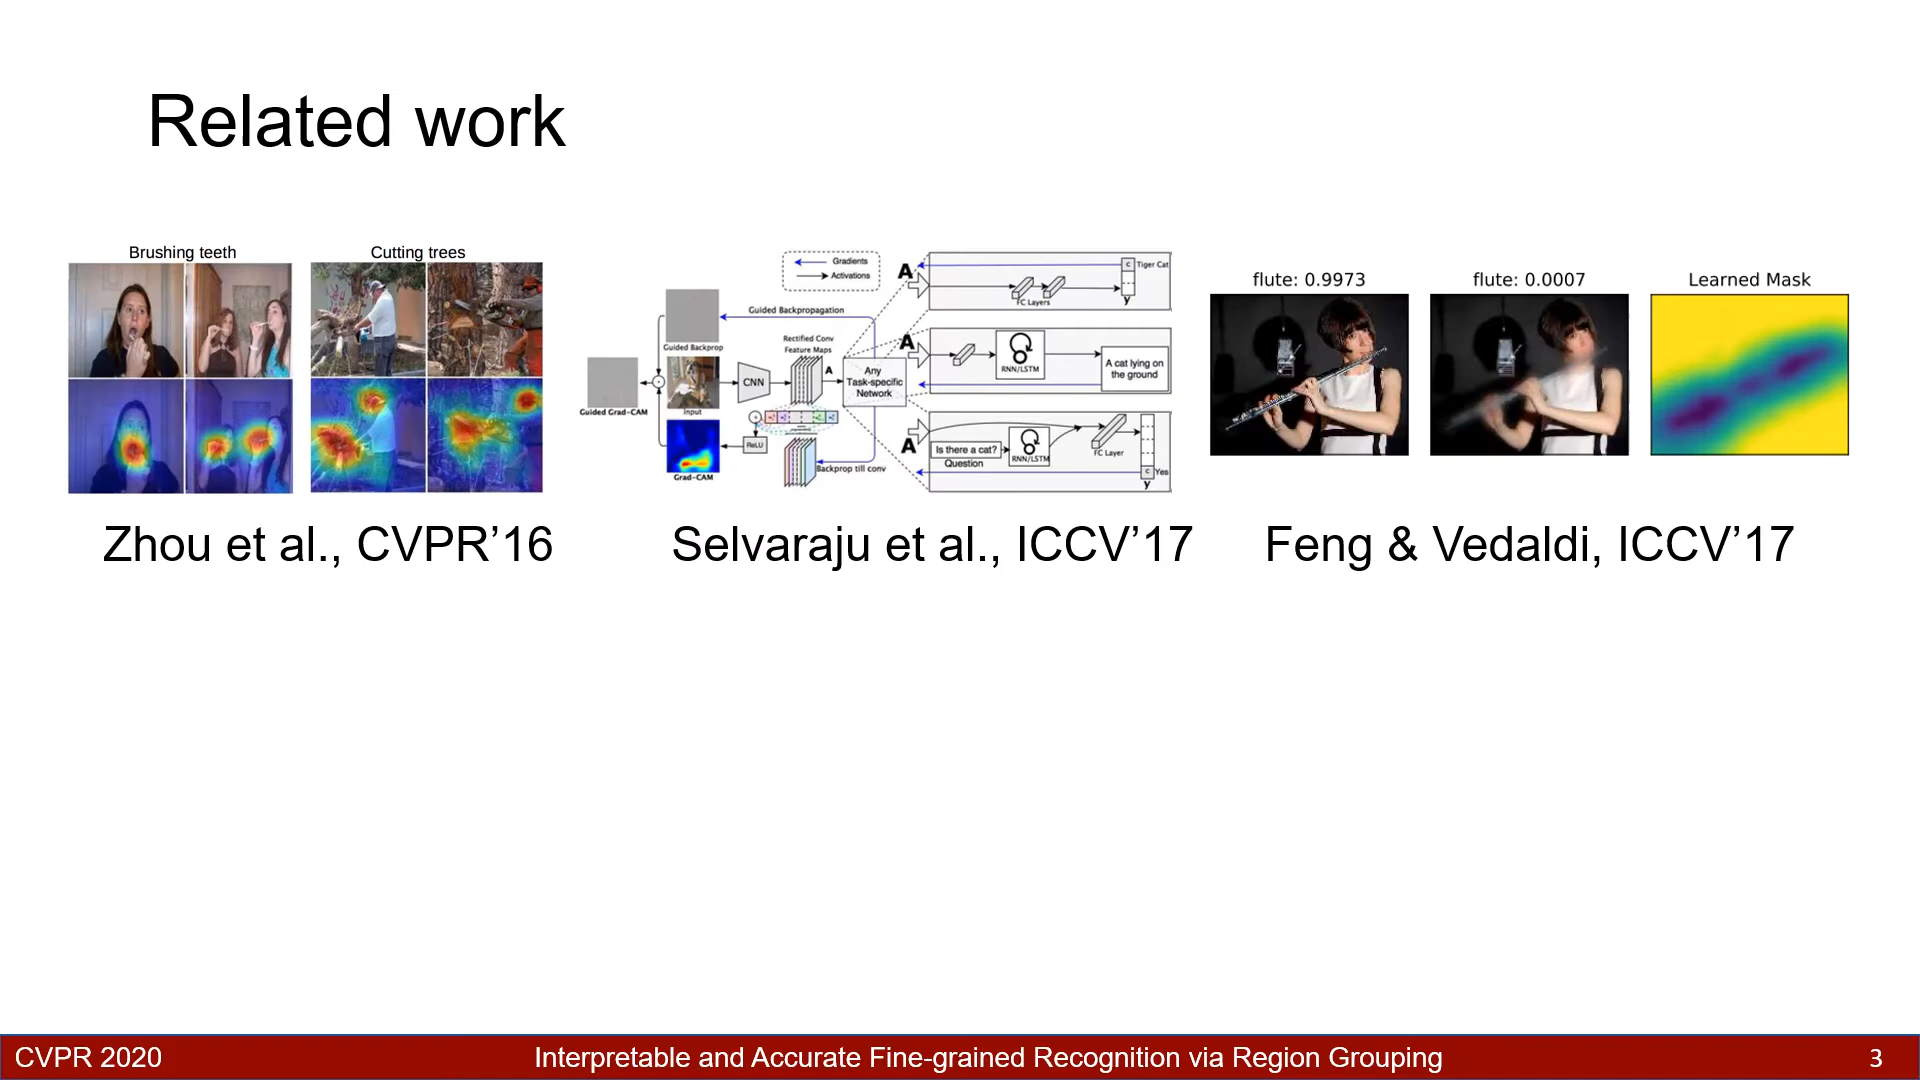 Related work
Brushing teeth
Cutting trees
Zhou et al., CVPR’16
Gradients
Activations
Guided Backpropagation
Guided Backprop
Rectified Conv
Feature Maps
A
CNN
Input
Guided Grad-CAM
ReLU
Grad-CAM
Backprop till conv
Any
Task-specific
Network
A
FC Layers
c
Tiger Cat
y
A
RNN/LSTM
A cat lying on
the ground
A
Is there a cat?
Question
RNN/LSTM
FC Layer
c
Yes
y
Selvaraju et al., ICCV’17
flute: 0.9973
flute: 0.0007
Learned Mask
Feng & Vedaldi, ICCV’17
CVPR 2020
Interpretable and Accurate Fine-grained Recognition via Region Grouping
3